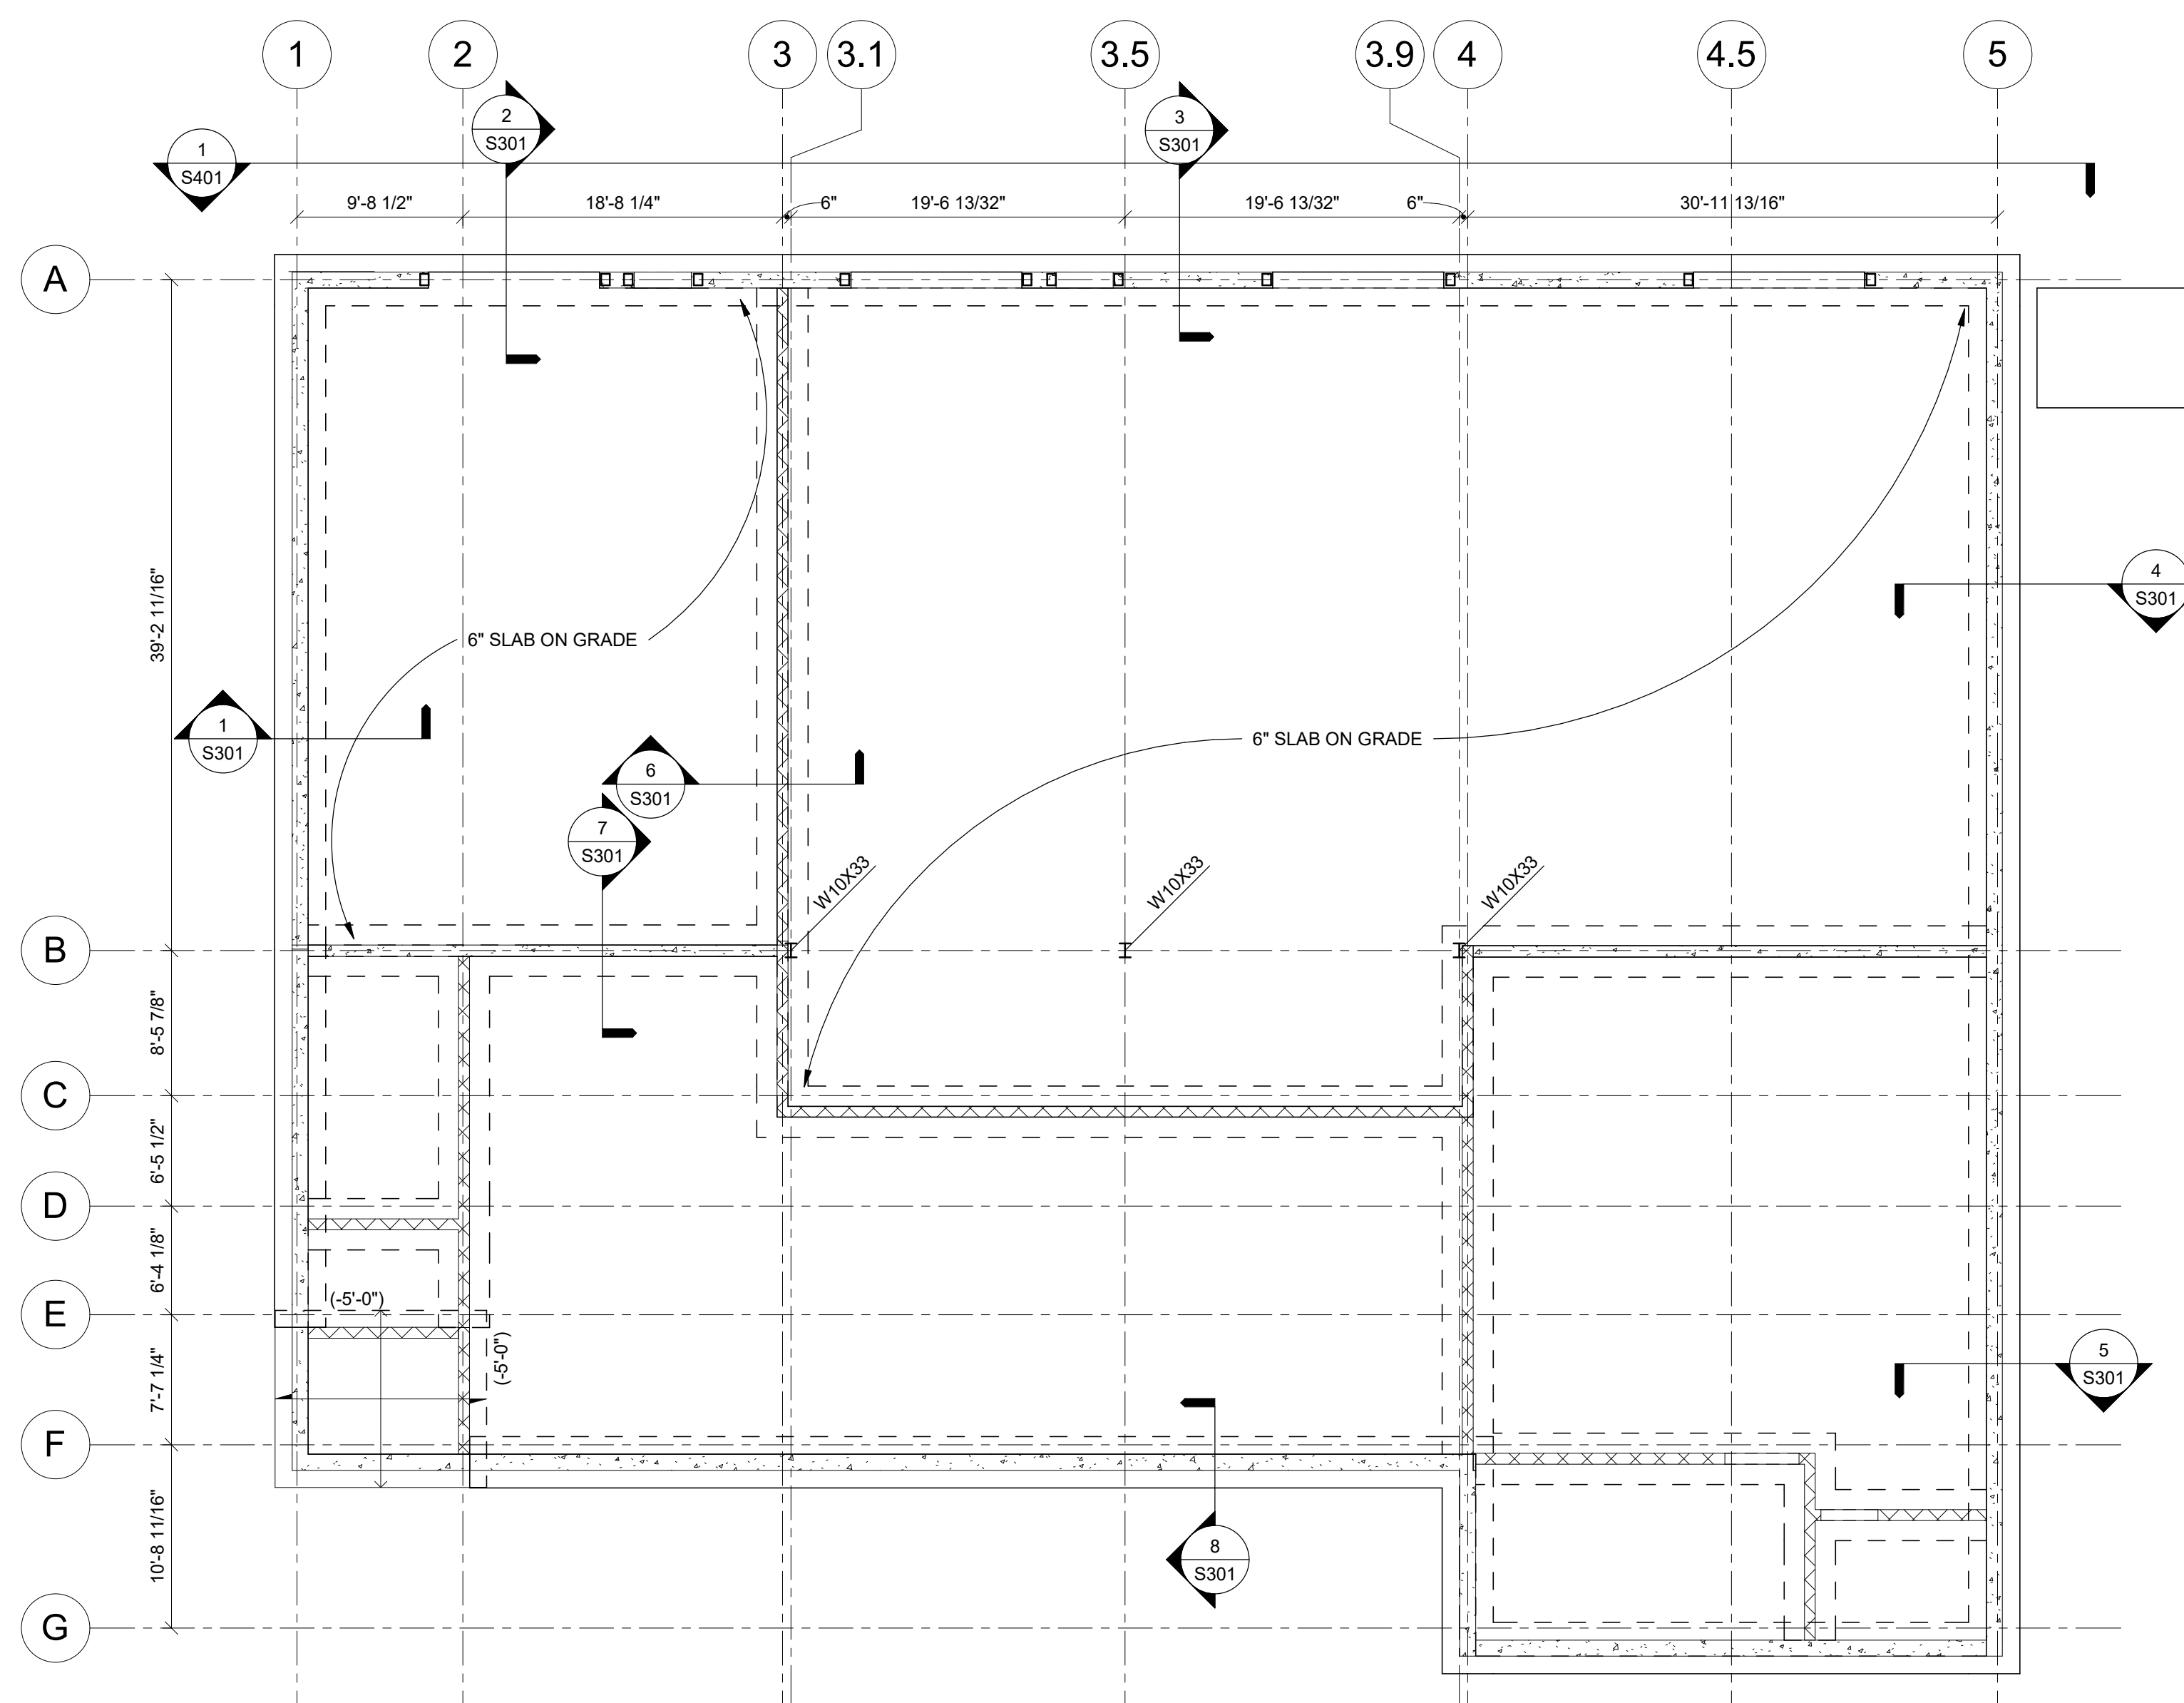 1
2
3
3.1
3.5
3.9
4
4.5
5
2
S301
3
S301
1
S401
9'-8 1/2"
18'-8 1/4"
6"
19'-6 13/32"
19'-6 13/32"
6"
30'-11 13/16"
A
39'-2 11/16"
4
S301
6" SLAB ON GRADE
1
S301
6" SLAB ON GRADE
6
S301
7
S301
W10X33
W10X33
W10X33
B
8'-5 7/8"
C
6'-5 1/2"
D
6'-4 1/8"
(-5'-0")
E
(-5'-0")
7'-7 1/4"
5
S301
F
10'-8 11/16"
8
S301
G